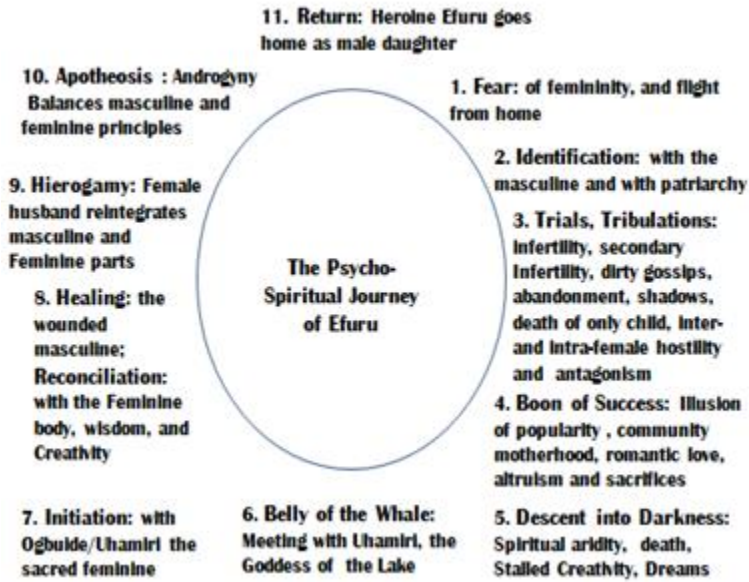 11. Return: Heroine Efuru goes
home as male daughter
1. Fear: of femininity, and flight
from home
2. Identification: with the
masculine and with patriarchy
3. Trials, Tribulations:
Infertility, secondary
Infertility, dirty gossips,
abandonment, shadows,
death of only child, Inter-
and Intra-female hostility
and antagonism
4. Boon of Success: Illusion
of popularity , community
motherhood, romantic love,
altruism and sacrifices
5. Descent into Darkness:
Spiritual aridity, death,
Stalled Creativity, Dreams
6. Belly of the Whale:
Meeting with Uhamiri, the
Goddess of the Lake
7. Initiation: with
Ogbuide/Uhamiri the
sacred feminine
8. Healing: the
wounded
masculine;
Reconciliation:
with the Feminine
body, wisdom, and
Creativity
9. Hierogamy: Female
husband reintegrates
masculine and
Feminine parts
10. Apotheosis : Androgyny
Balances masculine and
feminine principles
The Psycho-
Spiritual Journey
of Efuru